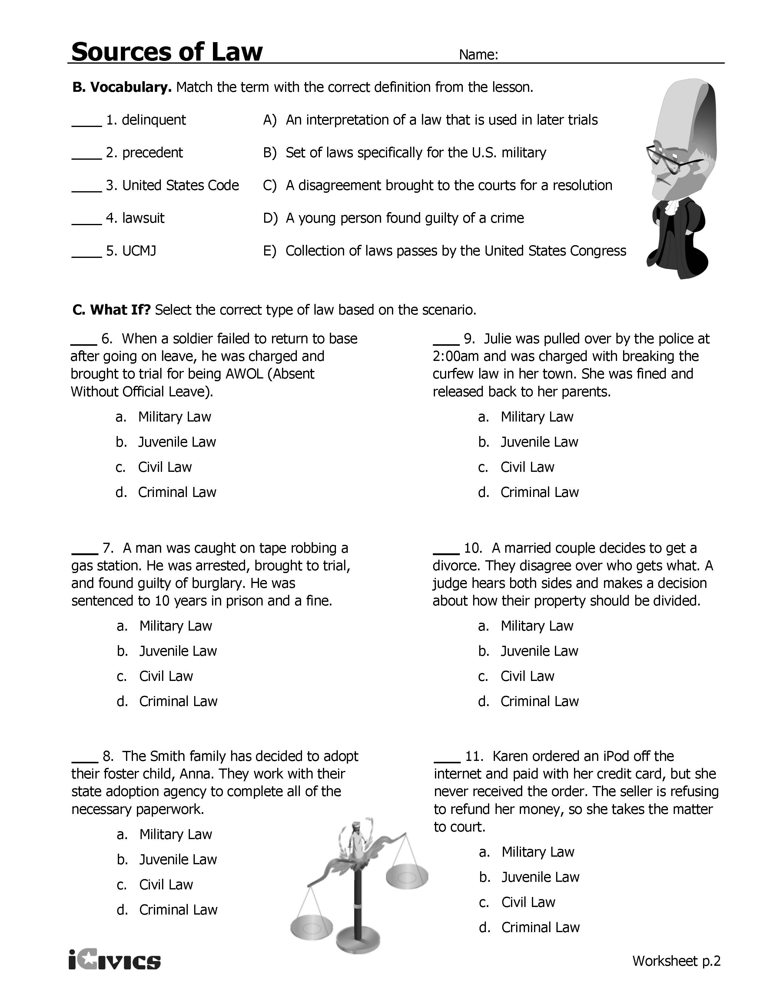 Sources of Law Name:
B. Vocabulary. Match the term with the correct definition from the lesson.
____ 1. delinquent A) An interpretation of a law that is used in later trials
____ 2. precedent B) Set of laws specifically for the U.S. military
____ 3. United States Code C) A disagreement brought to the courts for a resolution
____ 4. lawsuit D) A young person found guilty of a crime
____ 5. UCMJ E) Collection of laws passes by the United States Congress
C. What If? Select the correct type of law based on the scenario.
____ 6. When a soldier failed to return to base
after going on leave, he was charged and
brought to trial for being AWOL (Absent
Without Official Leave).
a. Military Law
b. Juvenile Law
c. Civil Law
d. Criminal Law
____ 7. A man was caught on tape robbing a
gas station. He was arrested, brought to trial,
and found guilty of burglary. He was
sentenced to 10 years in prison and a fine.
a. Military Law
b. Juvenile Law
c. Civil Law
d. Criminal Law
____ 8. The Smith family has decided to adopt
their foster child, Anna. They work with their
state adoption agency to complete all of the
necessary paperwork.
a. Military Law
b. Juvenile Law
c. Civil Law
d. Criminal Law
____ 9. Julie was pulled over by the police at
2:00am and was charged with breaking the
curfew law in her town. She was fined and
released back to her parents.
a. Military Law
b. Juvenile Law
c. Civil Law
d. Criminal Law
____ 10. A married couple decides to get a
divorce. They disagree over who gets what. A
judge hears both sides and makes a decision
about how their property should be divided.
a. Military Law
b. Juvenile Law
c. Civil Law
d. Criminal Law
____ 11. Karen ordered an iPod off the
internet and paid with her credit card, but she
never received the order. The seller is refusing
to refund her money, so she takes the matter
to court.
a. Military Law
b. Juvenile Law
c. Civil Law
d. Criminal Law
iCivics
Worksheet p.2